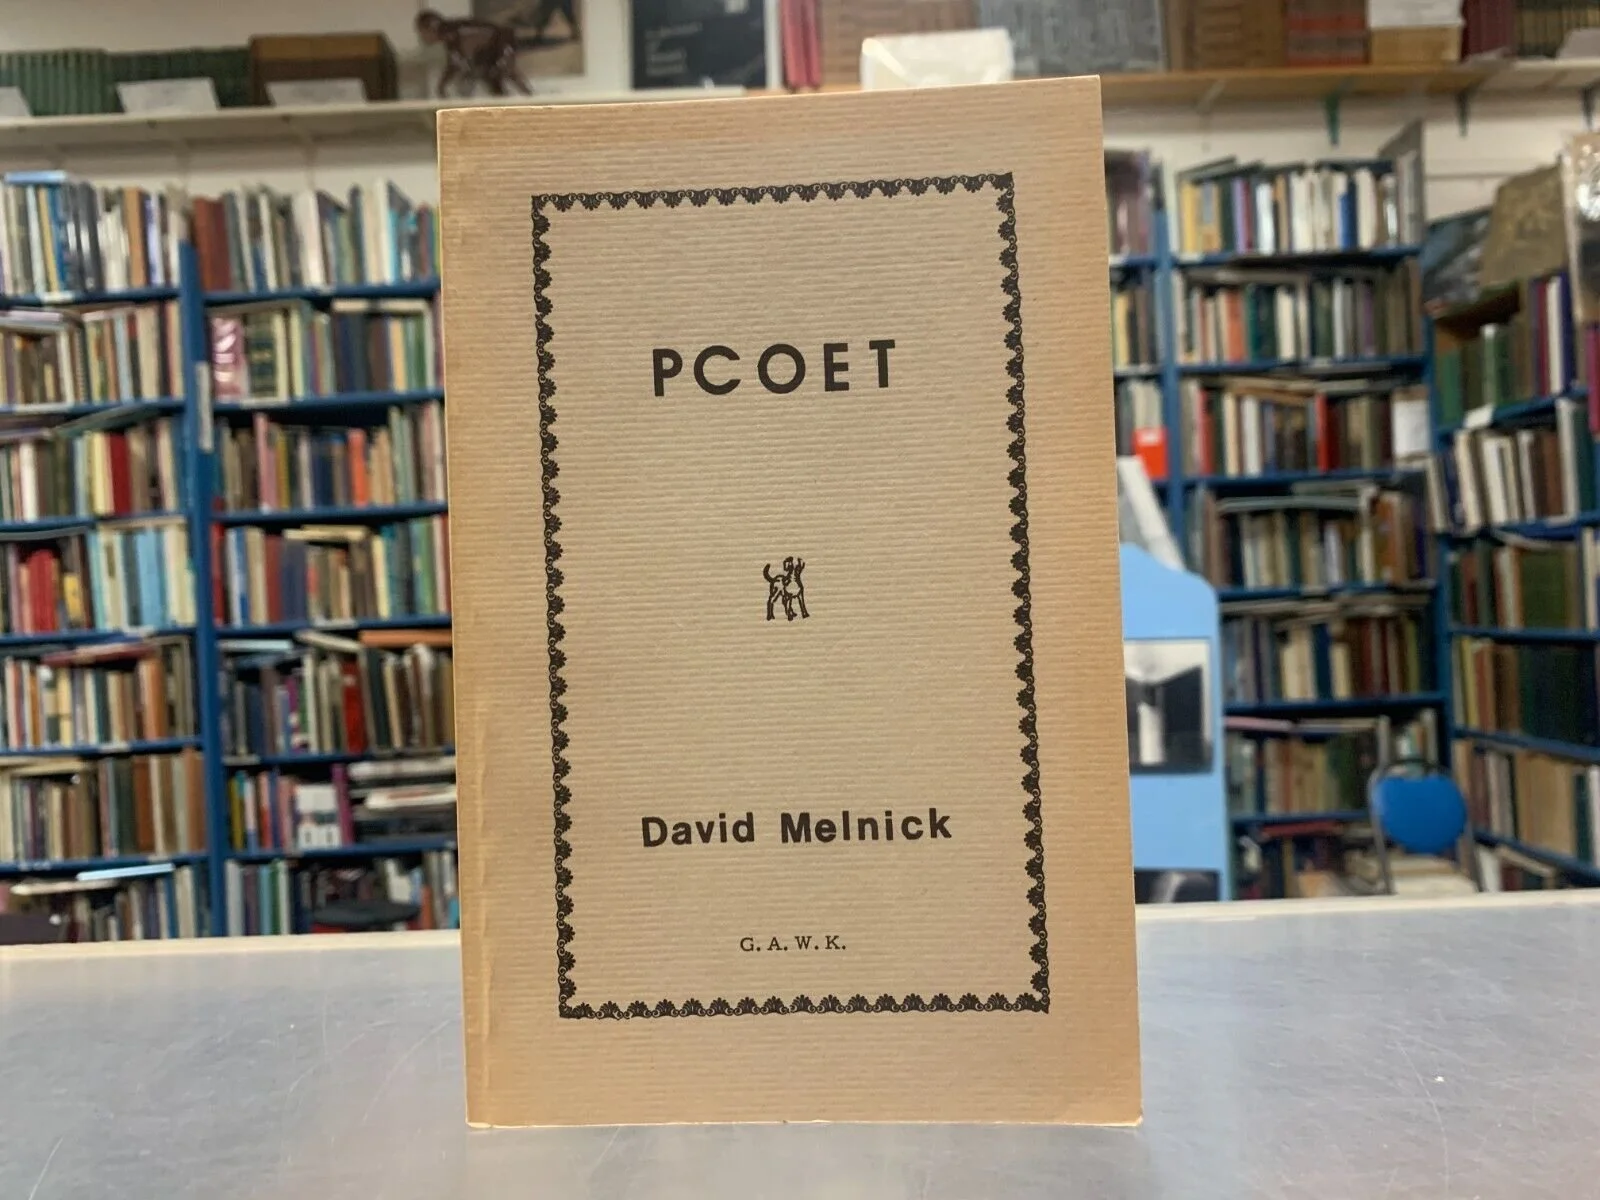 PCOET
David Melnick
G. A. W. K.